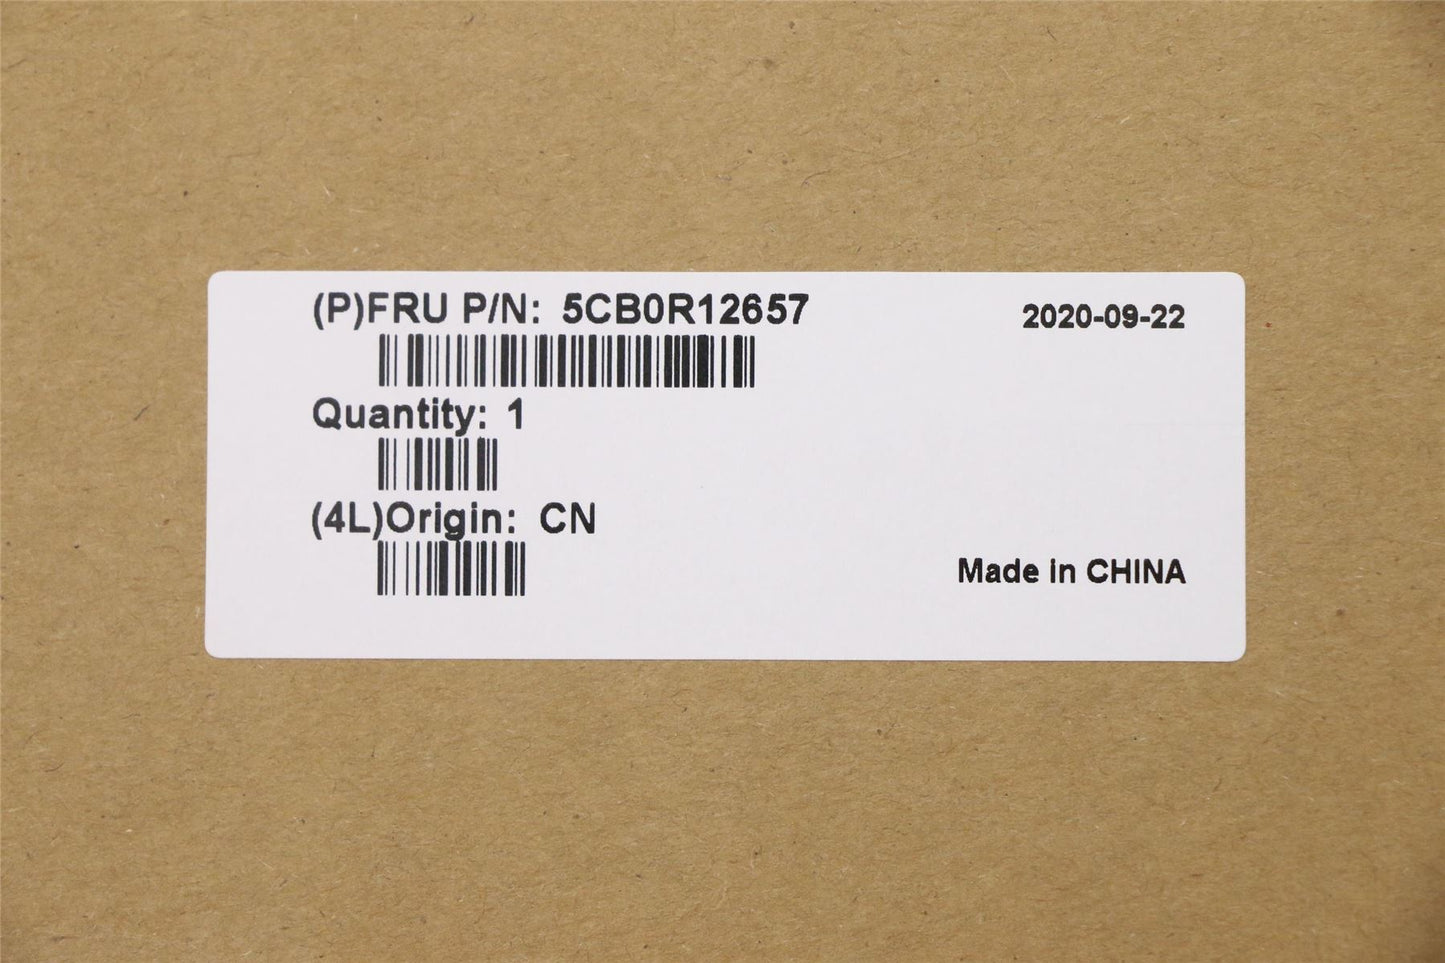 (P)FRU P/N: 5CB0R12657
2020-09-22
Quantity: 1
(4L)Origin: CN
Made in CHINA